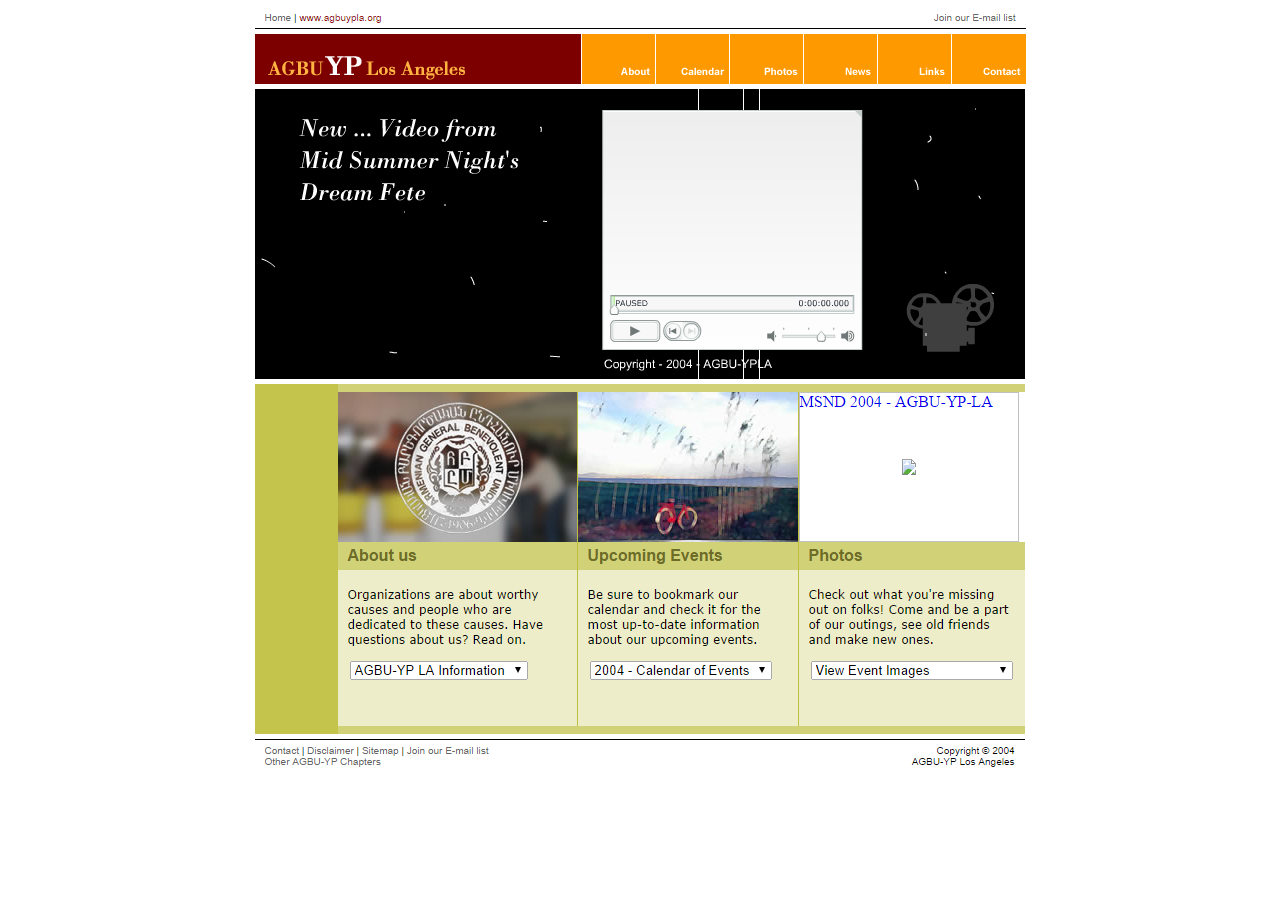 Home | www.agbuypla.org
Join our E-mail list
AGBU YP Los Angeles
About
Calendar
Photos
News
Links
Contact
New ... Video from
Mid Summer Night's
Dream Fete
PAUSED
0:00:00.000
Copyright - 2004 - AGBU-YPLA
ARMENIAN GENERAL BENEVOLENT UNION
MSND 2004 - AGBU-YP-LA
About us
Upcoming Events
Photos
Organizations are about worthy
causes and people who are
dedicated to these causes. Have
questions about us? Read on.
AGBU-YP LA Information
Be sure to bookmark our
calendar and check it for the
most up-to-date information
about our upcoming events.
2004 - Calendar of Events
Check out what you're missing
out on folks! Come and be a part
of our outings, see old friends
and make new ones.
View Event Images
Contact | Disclaimer | Sitemap | Join our E-mail list
Other AGBU-YP Chapters
Copyright © 2004
AGBU-YP Los Angeles